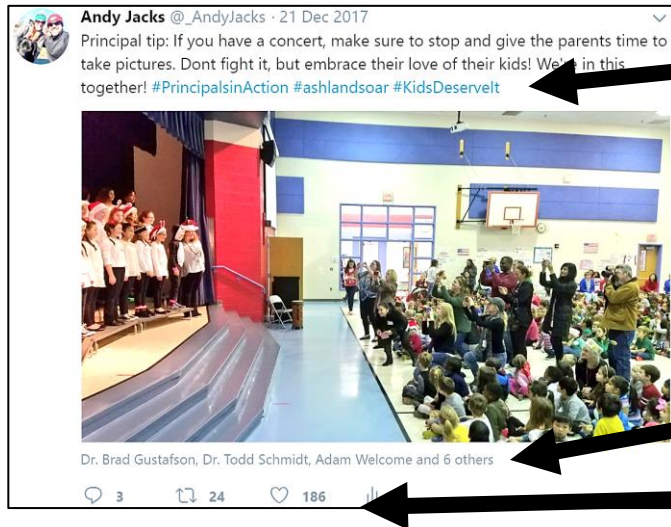 Andy Jacks @_AndyJacks · 21 Dec 2017
Principal tip: If you have a concert, make sure to stop and give the parents time to
take pictures. Dont fight it, but embrace their love of their kids! We're in this
together! #PrincipalsinAction #ashlandsoar #KidsDeserveIt
Dr. Brad Gustafson, Dr. Todd Schmidt, Adam Welcome and 6 others
3 24 186